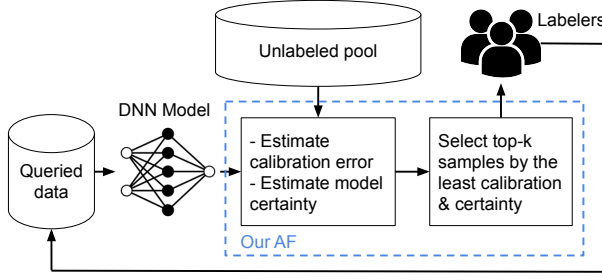 Labelers
Unlabeled pool
DNN Model
Queried
data
- Estimate
calibration error
- Estimate model
certainty
Select top-k
samples by the
least calibration
& certainty
Our AF